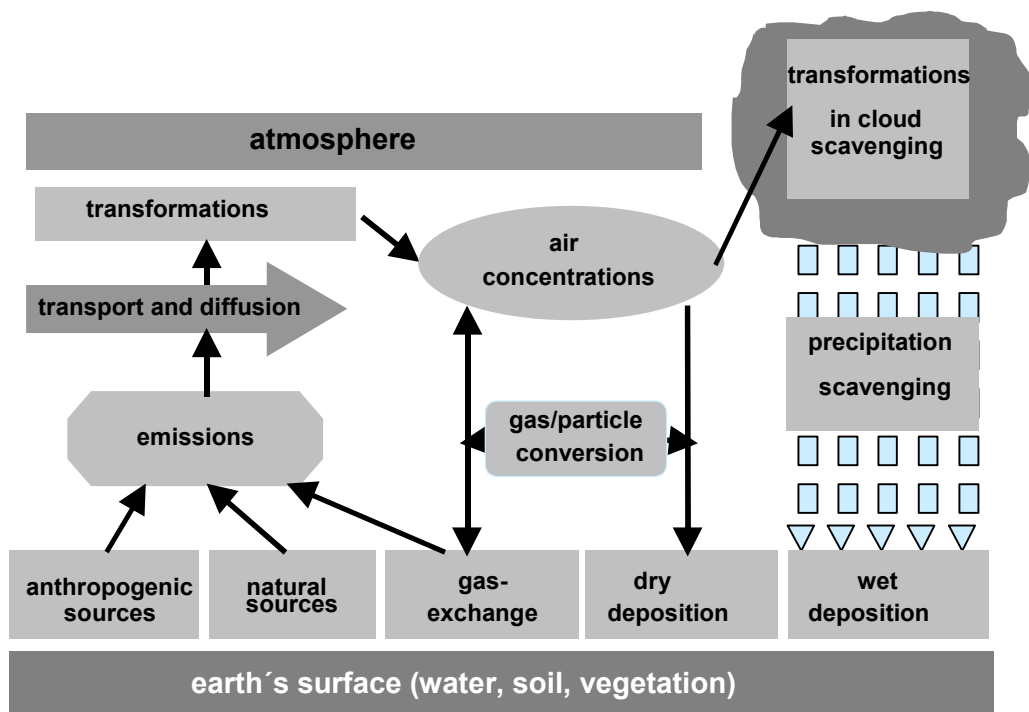 transformations
in cloud
scavenging
atmosphere
transformations
air
concentrations
transport and diffusion
precipitation
scavenging
emissions
gas/particle
conversion
anthropogenic
sources
natural
sources
gas-
exchange
dry
deposition
wet
deposition
earth´s surface (water, soil, vegetation)